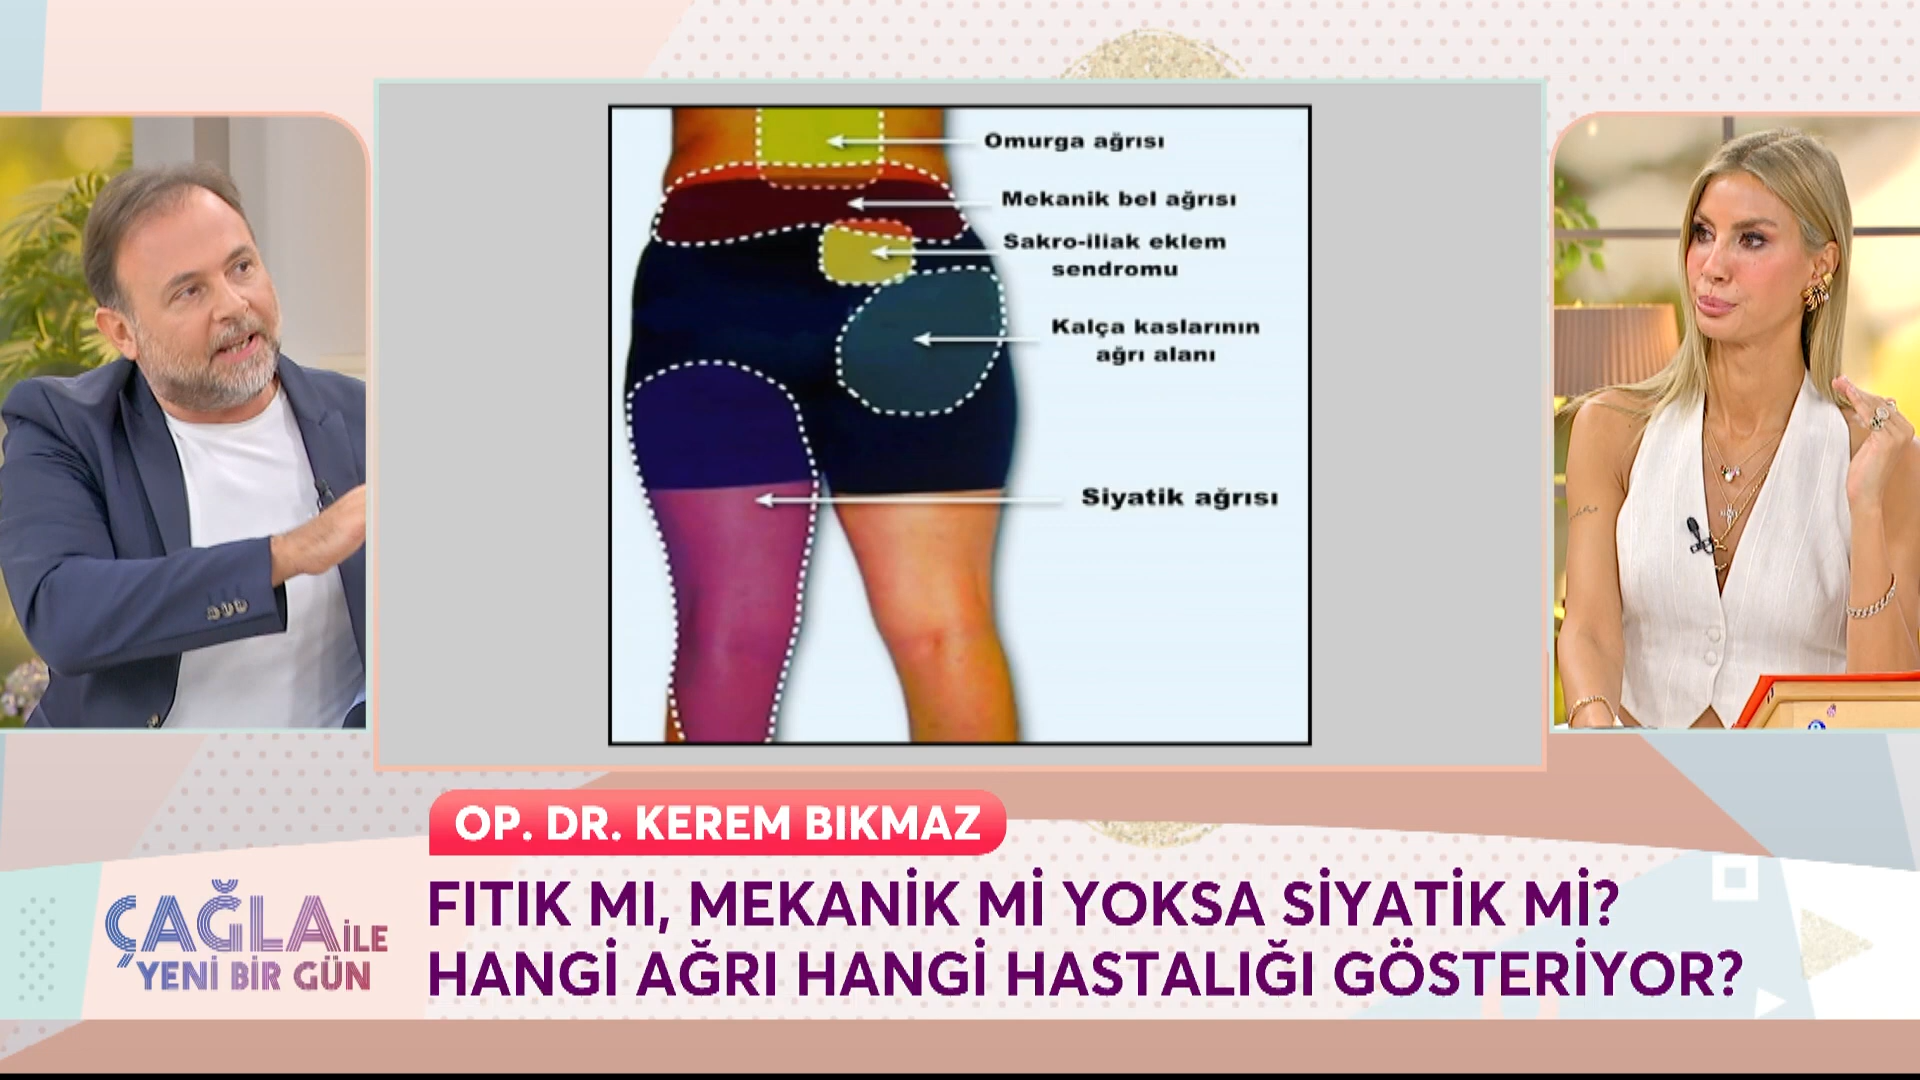 Omurga ağrısı
Mekanik bel ağrısı
Sakro-iliak eklem
sendromu
Kalça kaslarının
ağrı alanı
Siyatik ağrısı
OP. DR. KEREM BIKMAZ
FITIK MI, MEKANİK Mİ YOKSA SİYATİK Mİ?
HANGİ AĞRI HANGİ HASTALIĞI GÖSTERİYOR?
ÇAĞLA İLE
YENİ BİR GÜN